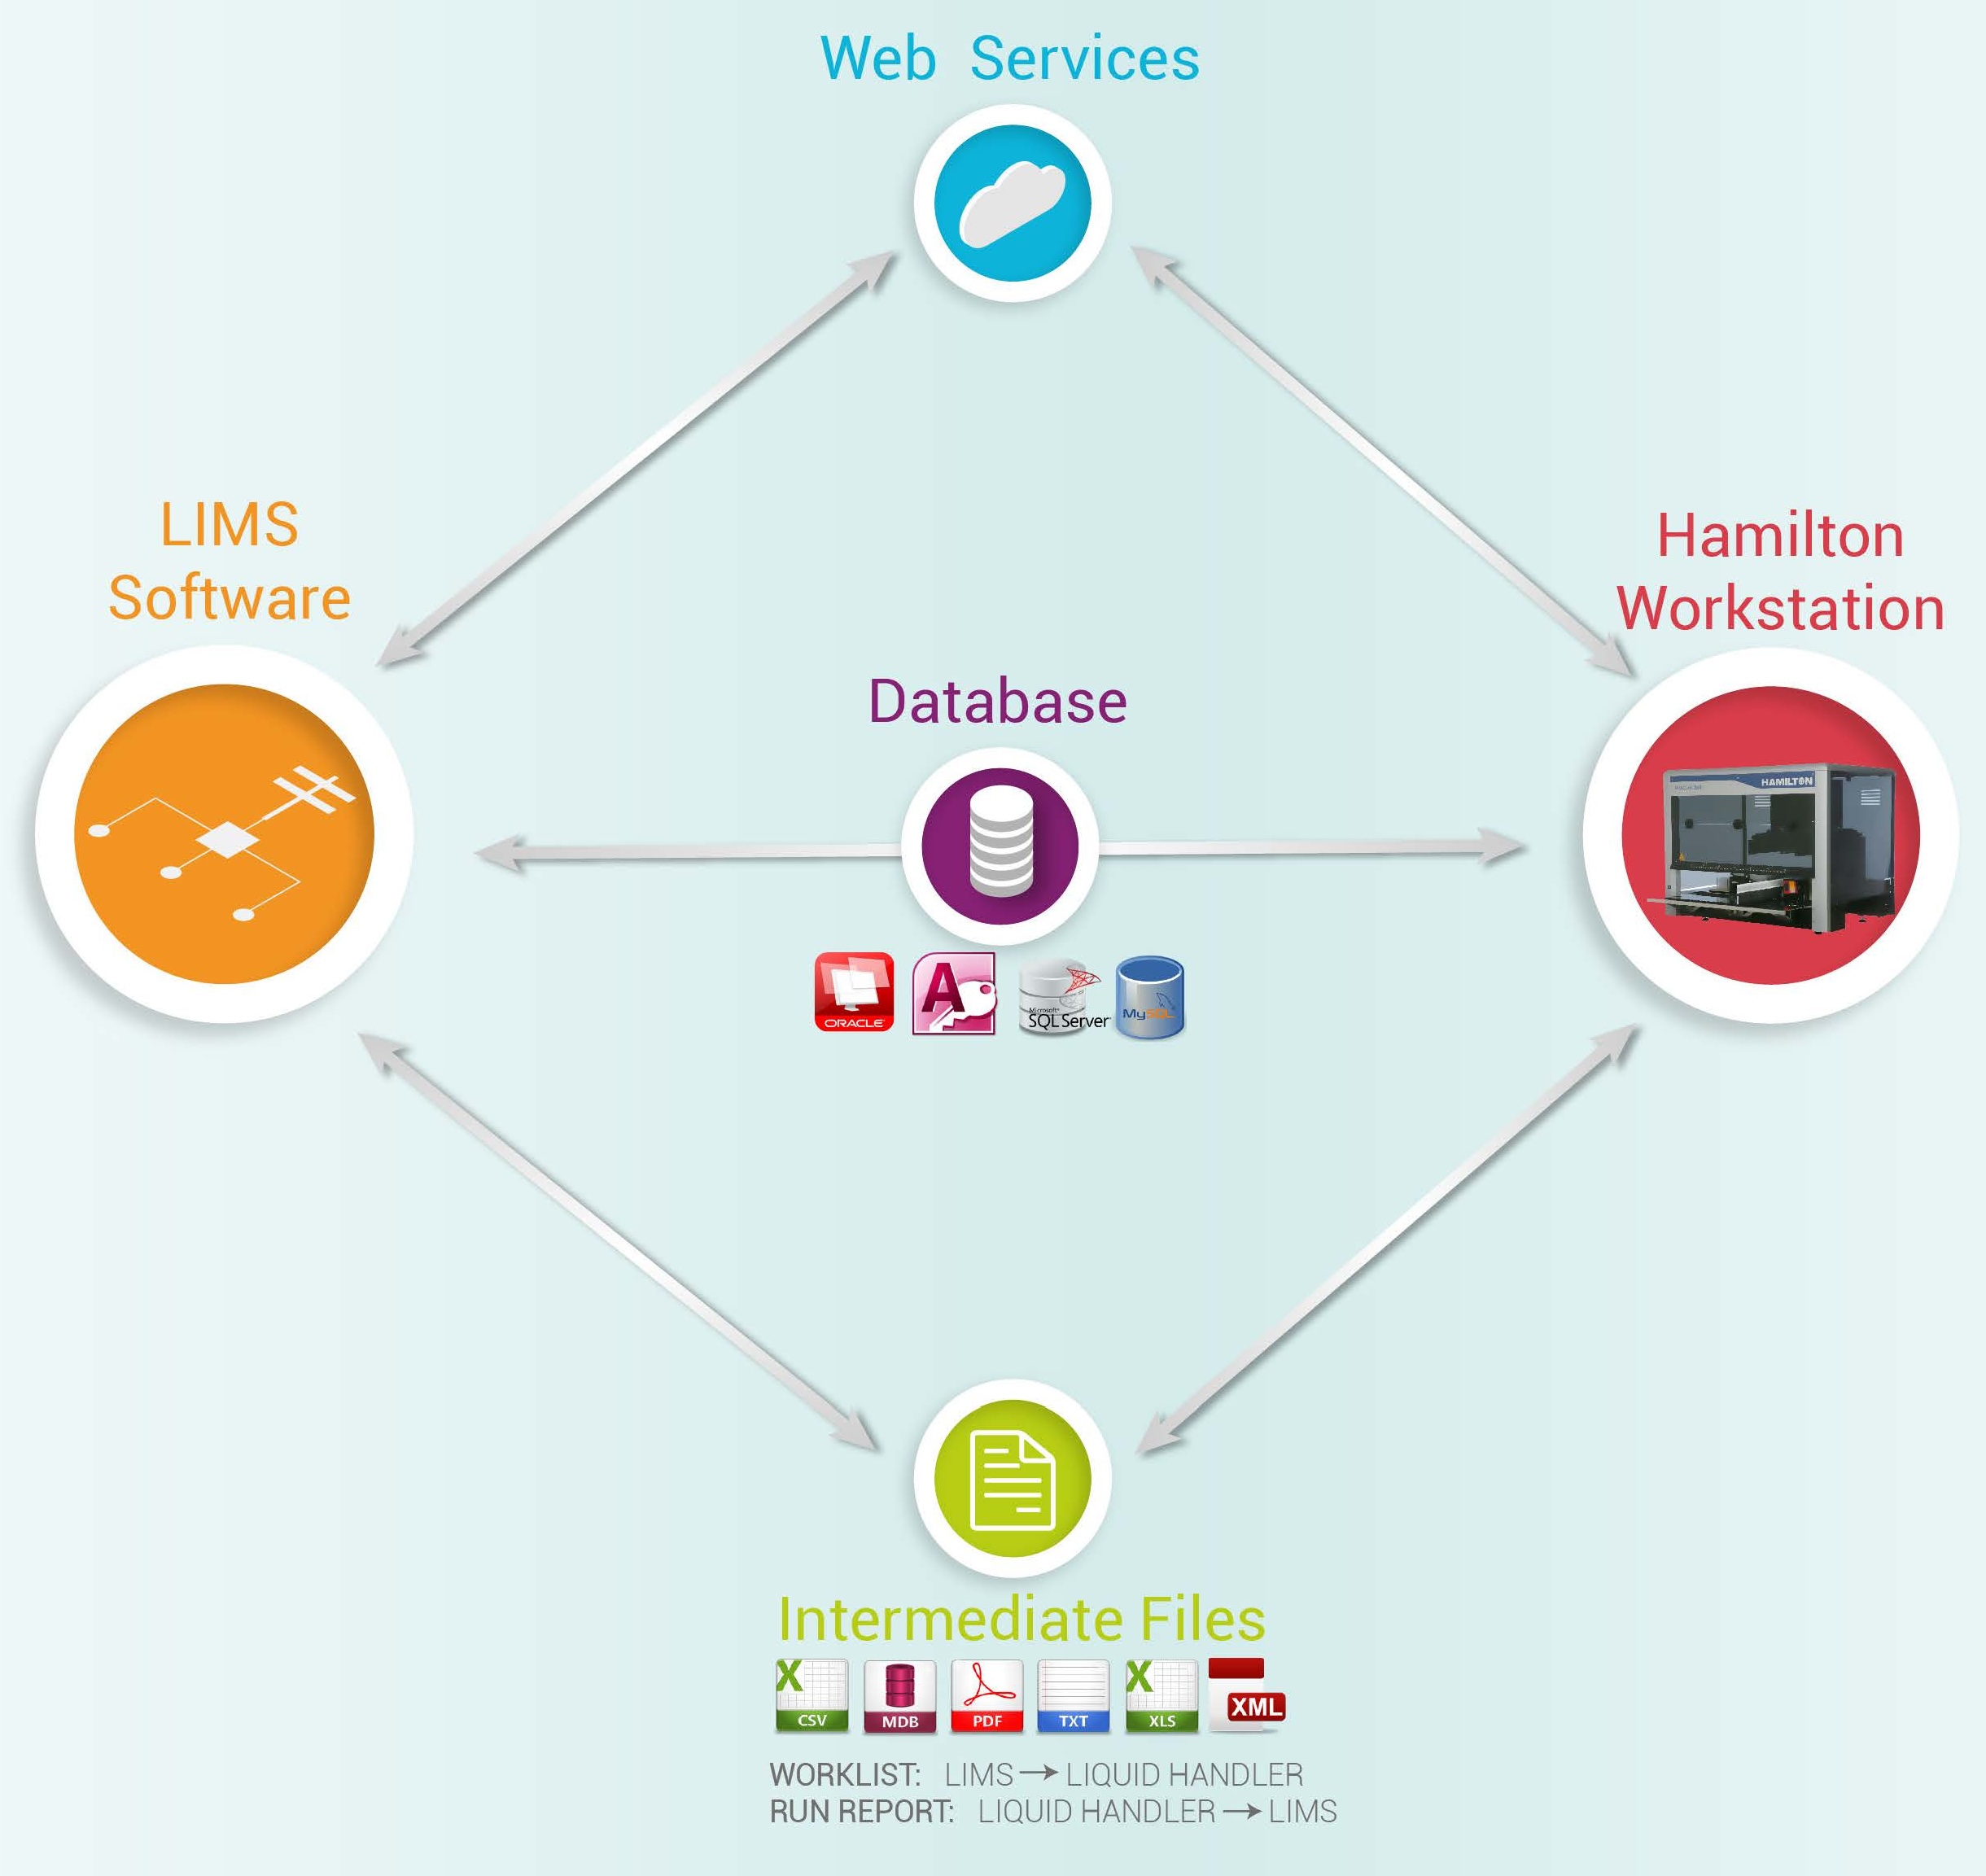 Web Services
LIMS
Software
Hamilton
Workstation
HAMILTON
Database
ORACLE
A
Microsoft
SQL Server
MySQL
Intermediate Files
X
CSV
MDB
PDF
TXT
X
XLS
XML
WORKLIST: LIMS → LIQUID HANDLER
RUN REPORT: LIQUID HANDLER → LIMS